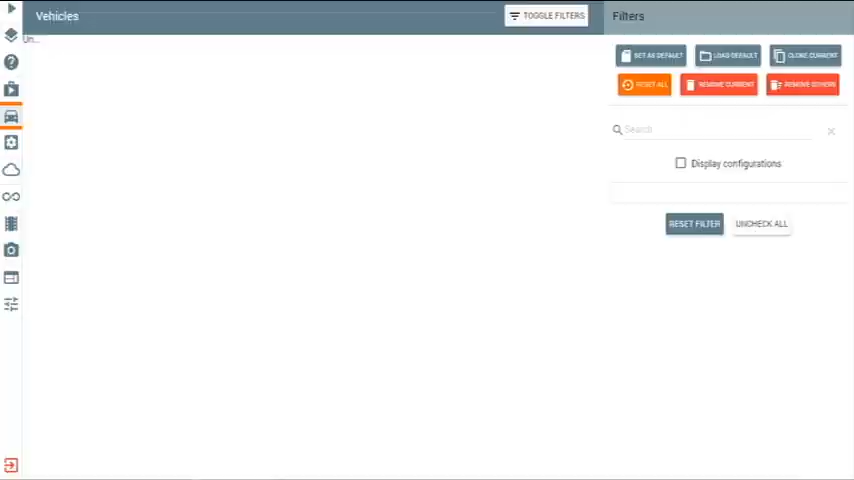 Vehicles
TOGGLE FILTERS
Filters
Un...
SET AS DEFAULT
LOAD DEFAULT
CLONE CURRENT
RESET ALL
REMOVE CURRENT
REMOVE OTHERS
Search
Display configurations
RESET FILTER
UNCHECK ALL